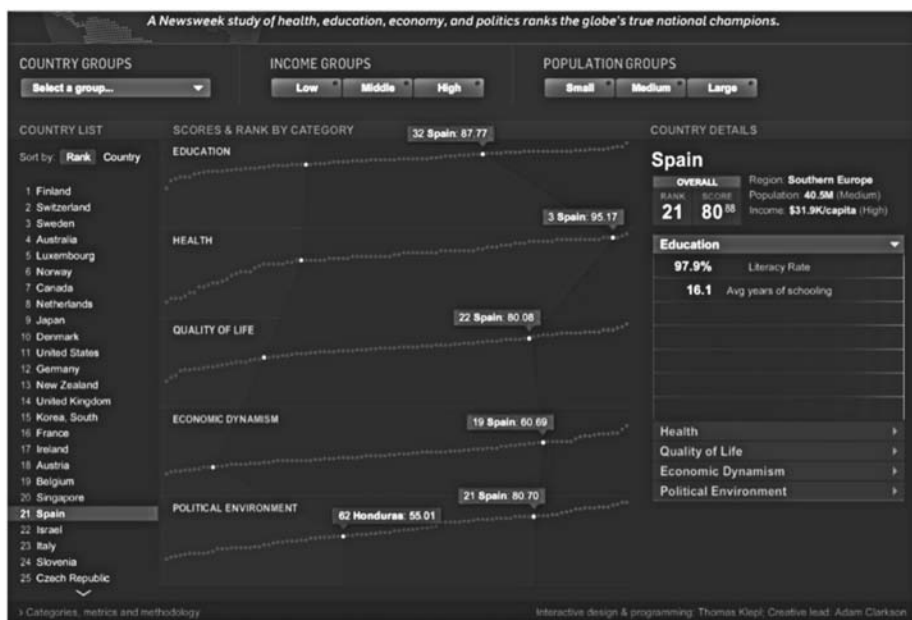 A Newsweek study of health, education, economy, and politics ranks the globe's true national champions.
COUNTRY GROUPS
Select a group...
INCOME GROUPS
Low Middle High
POPULATION GROUPS
Small Medium Large
COUNTRY LIST
Sort by: Rank Country
1 Finland
2 Switzerland
3 Sweden
4 Australia
5 Luxembourg
6 Norway
7 Canada
8 Netherlands
9 Japan
10 Denmark
11 United States
12 Germany
13 New Zealand
14 United Kingdom
15 Korea, South
16 France
17 Ireland
18 Austria
19 Belgium
20 Singapore
21 Spain
22 Israel
23 Italy
24 Slovenia
25 Czech Republic
SCORES & RANK BY CATEGORY
32 Spain: 87.77
EDUCATION
3 Spain: 95.17
HEALTH
22 Spain: 80.08
QUALITY OF LIFE
19 Spain: 60.69
ECONOMIC DYNAMISM
21 Spain: 80.70
POLITICAL ENVIRONMENT
62 Honduras: 55.01
COUNTRY DETAILS
Spain
OVERALL
RANK SCORE
21 80 88
Region: Southern Europe
Population: 40.5M (Medium)
Income: $31.9K/capita (High)
Education
97.9% Literacy Rate
16.1 Avg years of schooling
Health
Quality of Life
Economic Dynamism
Political Environment
Categories, metrics and methodology
Interactive design & programming: Thomas Klepl; Creative lead: Adam Clarkson